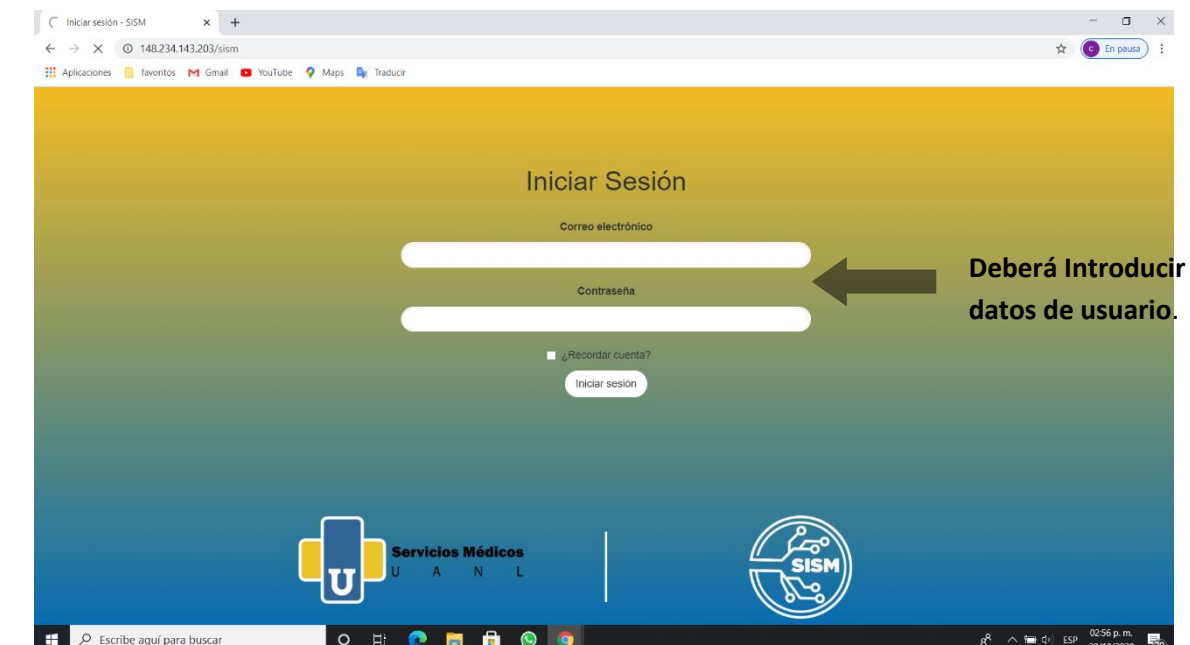 Iniciar sesión - SISM
148.234.143.203/sism
En pausa
Aplicaciones favoritos Gmail YouTube Maps Traducir
Iniciar Sesión
Correo electrónico
Deberá Introducir
datos de usuario.
Contraseña
¿Recordar cuenta?
Iniciar sesión
Servicios Médicos
U A N L
U
SISM
Escribe aquí para buscar
ESP
02:56 p. m.